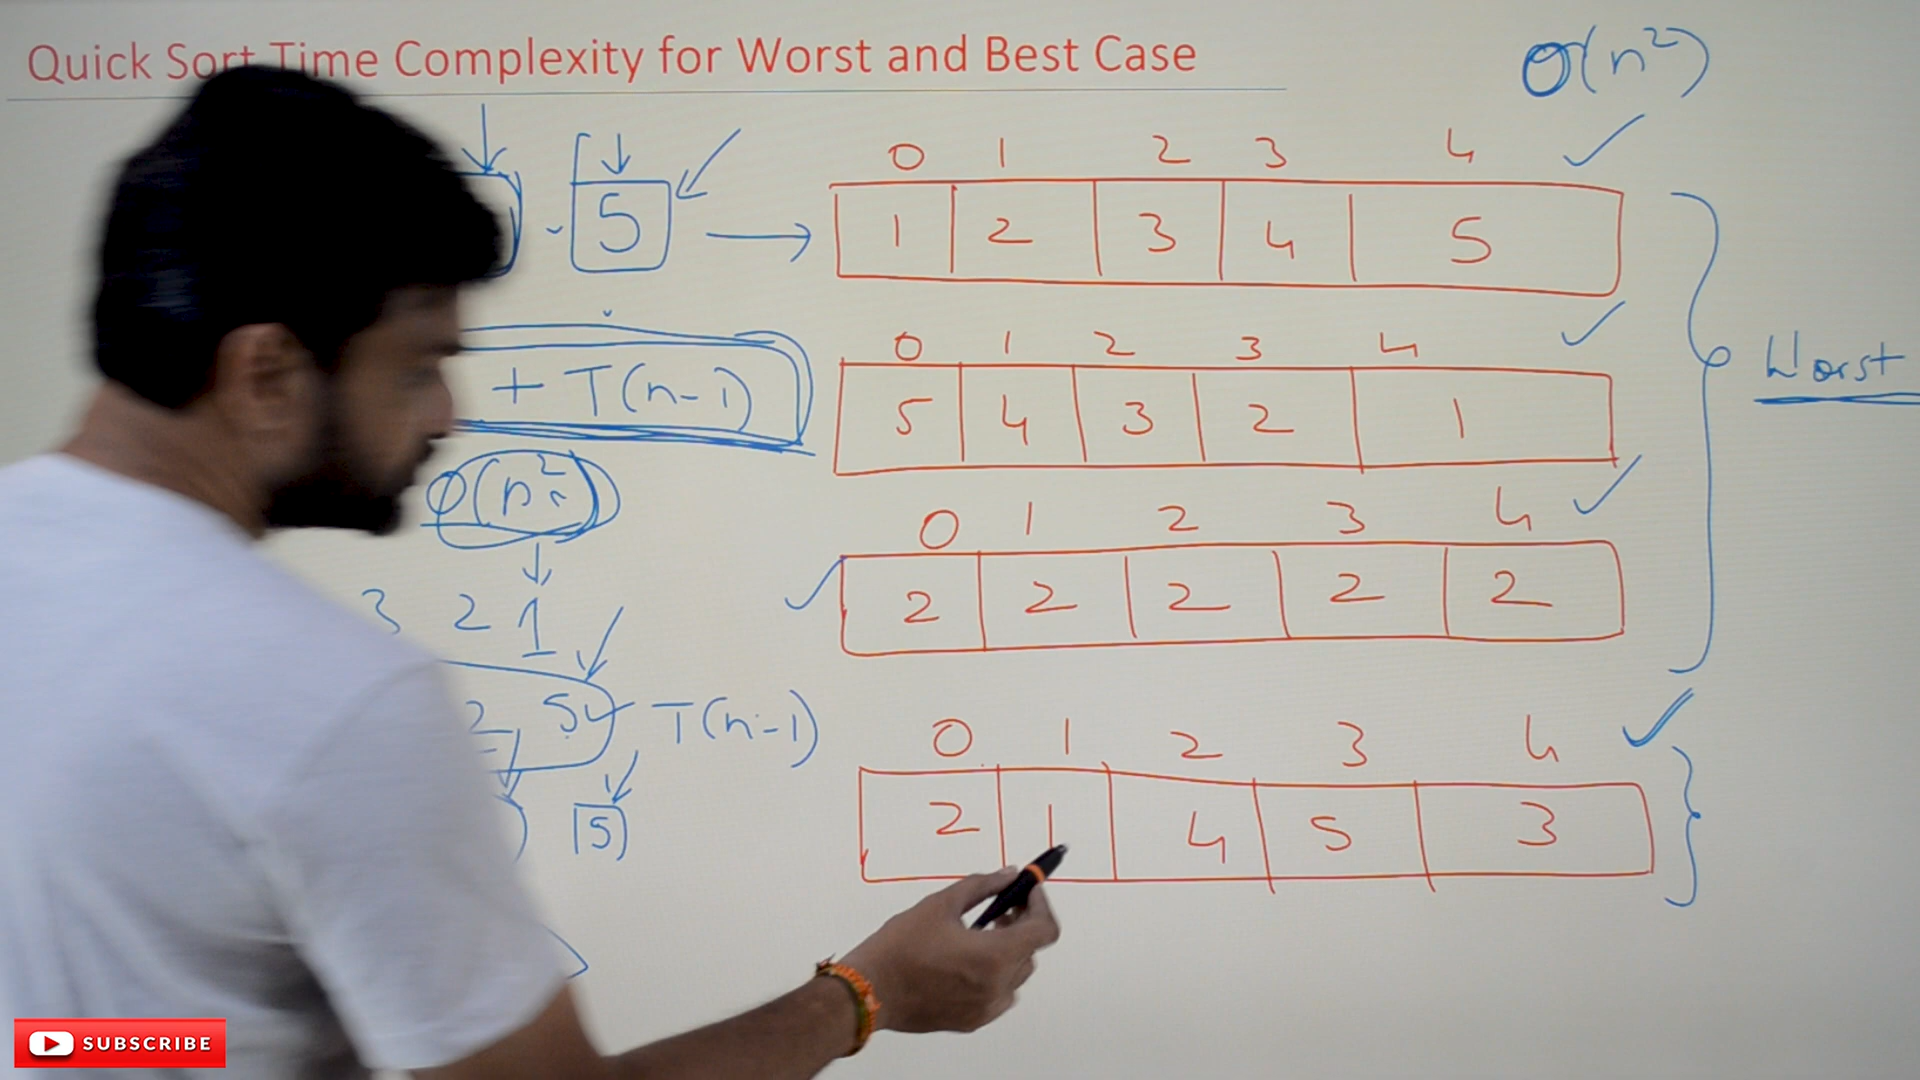 Quick Sort Time Complexity for Worst and Best Case
O(n²)
5
0 1 2 3 4
1 2 3 4 5
+ T(n-1)
O(n²)
0 1 2 3 4
5 4 3 2 1
Worst
0 1 2 3 4
2 2 2 2 2
3 2 1
2, 5 T(n-1)
5
0 1 2 3 4
2 1 4 5 3
SUBSCRIBE